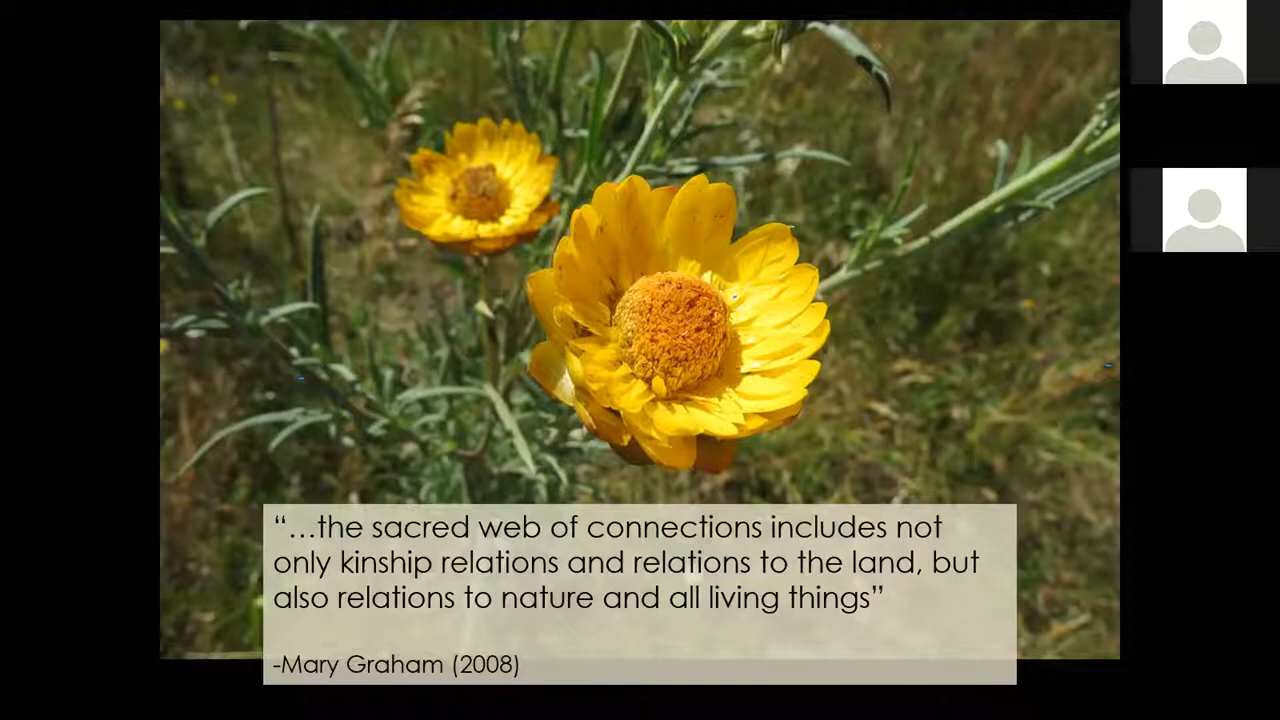 “…the sacred web of connections includes not
only kinship relations and relations to the land, but
also relations to nature and all living things”
-Mary Graham (2008)